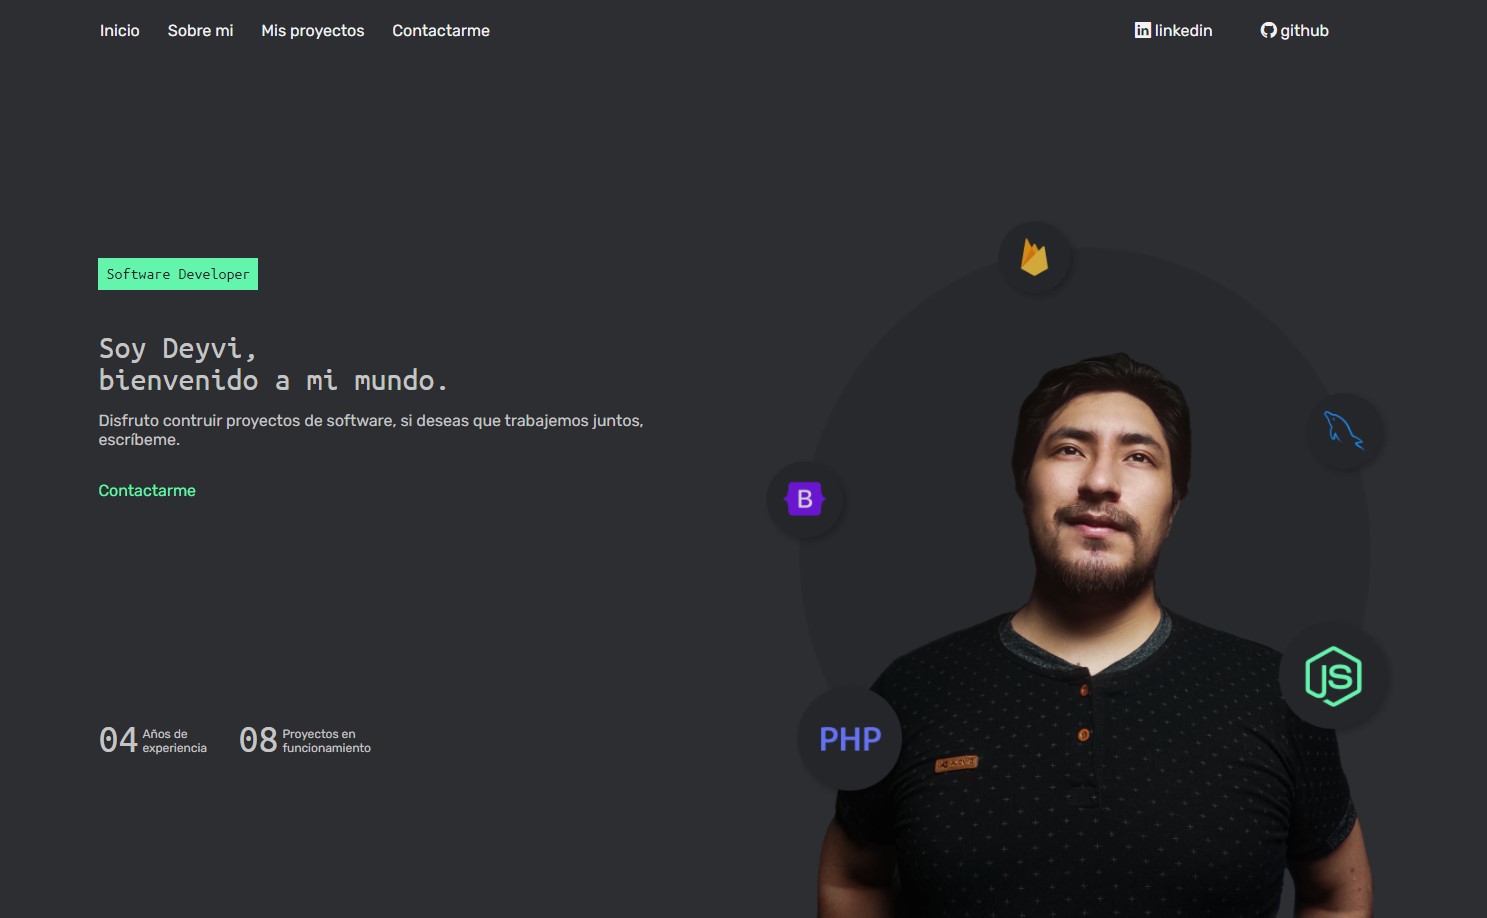 Inicio Sobre mi Mis proyectos Contactarme linkedin github
Software Developer
Soy Deyvi,
bienvenido a mi mundo.
Disfruto contruir proyectos de software, si deseas que trabajemos juntos,
escríbeme.
Contactarme
B
JS
PHP
04 Años de
experiencia
08 Proyectos en
funcionamiento